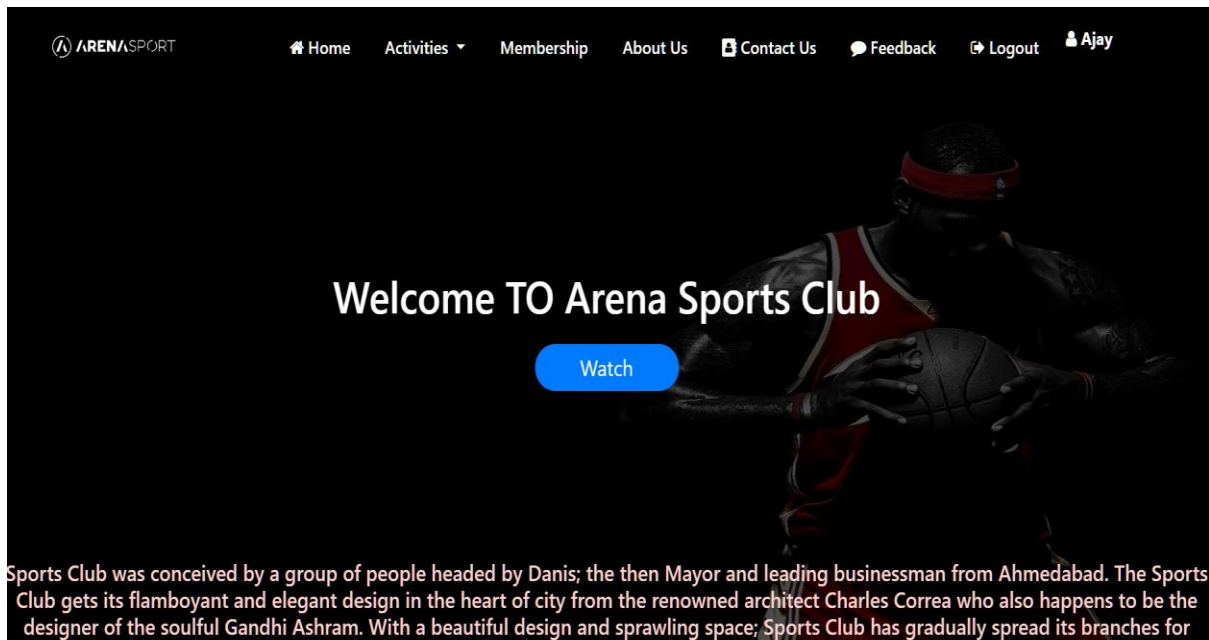 ARENASPORT
Home Activities Membership About Us Contact Us Feedback Logout Ajay
Welcome TO Arena Sports Club
Watch
Sports Club was conceived by a group of people headed by Danis; the then Mayor and leading businessman from Ahmedabad. The Sports
Club gets its flamboyant and elegant design in the heart of city from the renowned architect Charles Correa who also happens to be the
designer of the soulful Gandhi Ashram. With a beautiful design and sprawling space; Sports Club has gradually spread its branches for